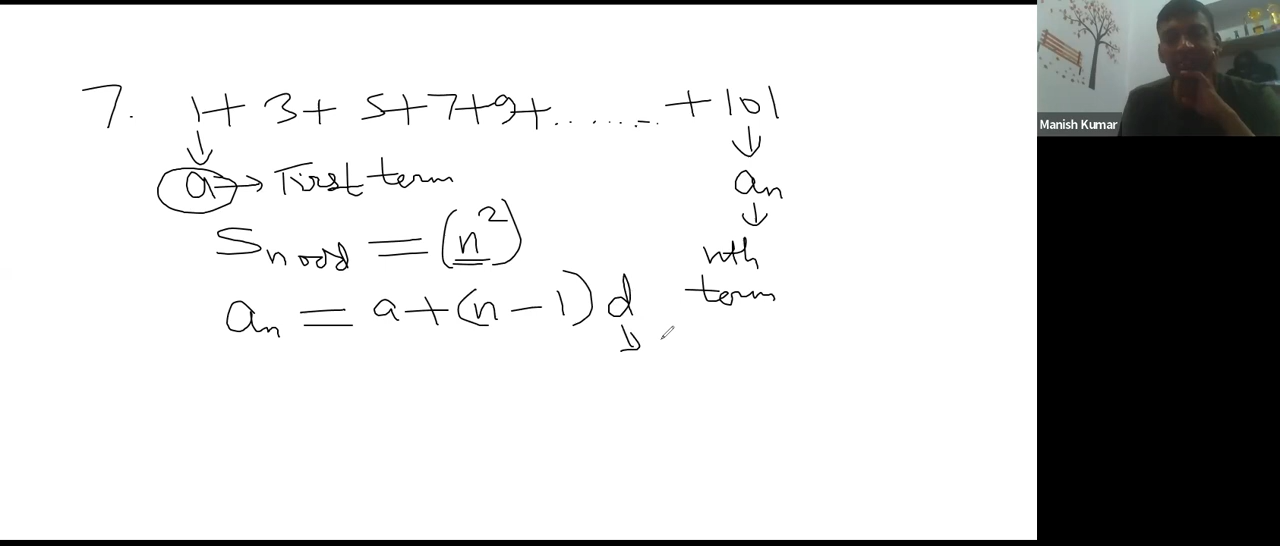 7. 1+ 3+ 5+7+9+....... +101
a → First term
an
Sn odd = (n²)
nth
term
an = a+(n-1)d
Manish Kumar